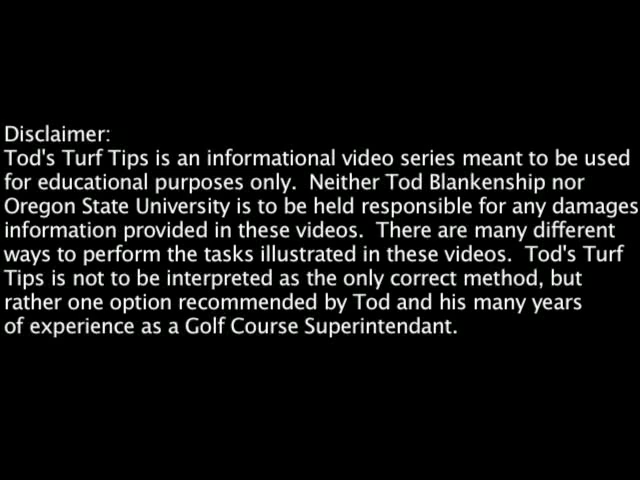 Disclaimer:
Tod's Turf Tips is an informational video series meant to be used
for educational purposes only.  Neither Tod Blankenship nor
Oregon State University is to be held responsible for any damages
information provided in these videos.  There are many different
ways to perform the tasks illustrated in these videos.  Tod's Turf
Tips is not to be interpreted as the only correct method, but
rather one option recommended by Tod and his many years
of experience as a Golf Course Superintendant.